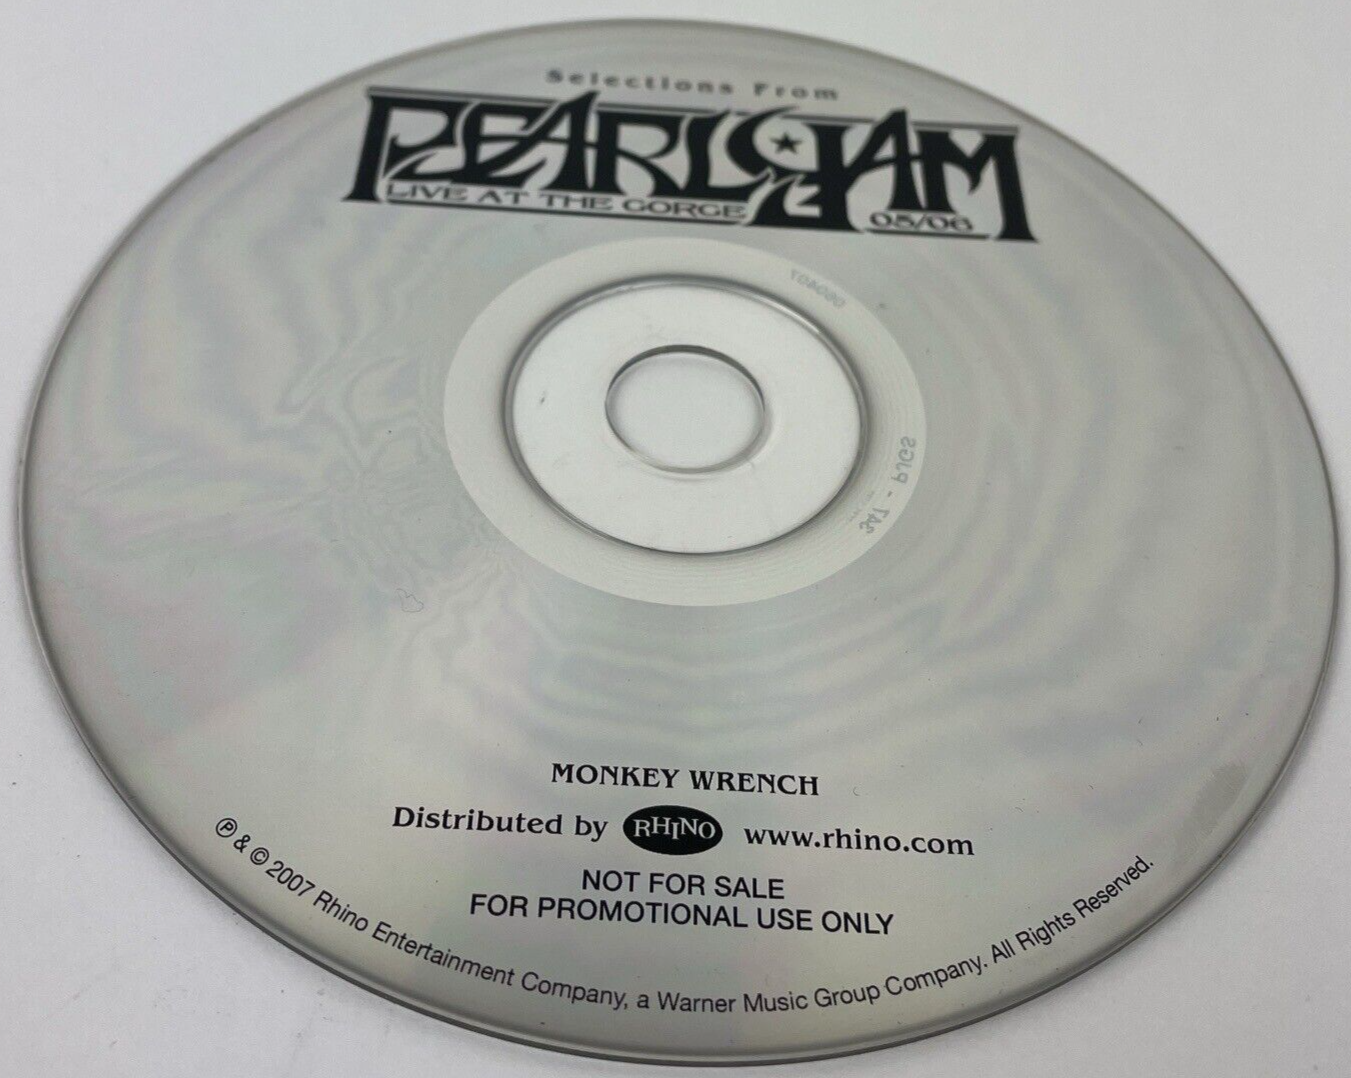 Selections From
PEARL JAM
LIVE AT THE GORGE 05/06
MONKEY WRENCH
Distributed by RHINO www.rhino.com
NOT FOR SALE
FOR PROMOTIONAL USE ONLY
℗ & © 2007 Rhino Entertainment Company, a Warner Music Group Company. All Rights Reserved.